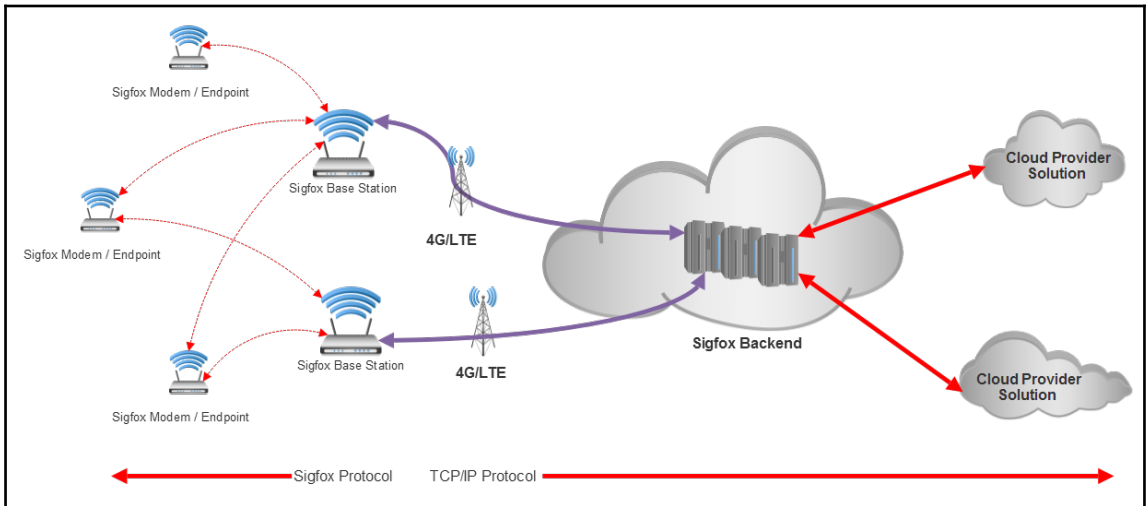 Sigfox Modem / Endpoint
Sigfox Base Station
Sigfox Modem / Endpoint
4G/LTE
Cloud Provider
Solution
Sigfox Backend
Sigfox Base Station
4G/LTE
Sigfox Modem / Endpoint
Cloud Provider
Solution
Sigfox Protocol
TCP/IP Protocol